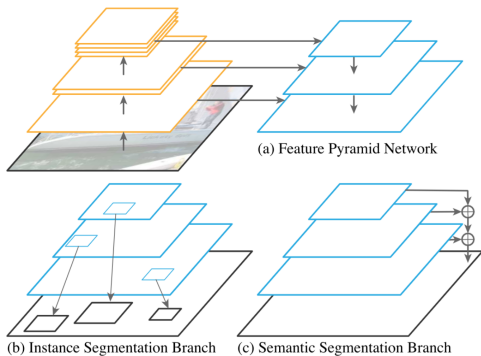 (a) Feature Pyramid Network
(b) Instance Segmentation Branch
(c) Semantic Segmentation Branch